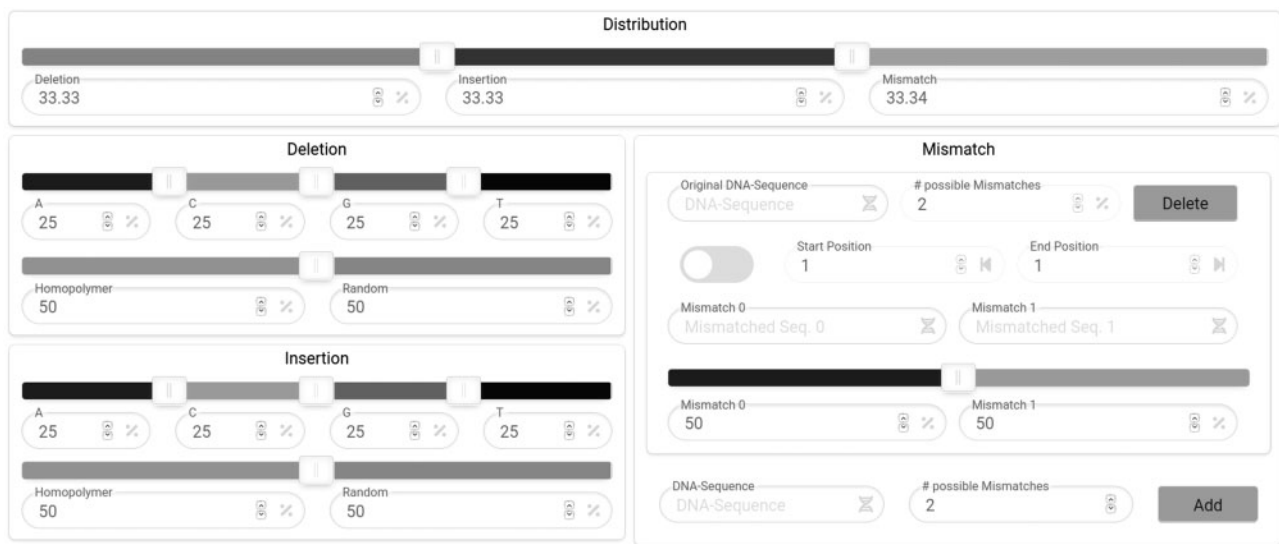 Distribution
Deletion Insertion Mismatch
33.33 % 33.33 % 33.34 %
Deletion
A C G T
25 % 25 % 25 % 25 %
Homopolymer Random
50 % 50 %
Insertion
A C G T
25 % 25 % 25 % 25 %
Homopolymer Random
50 % 50 %
Mismatch
Original DNA-Sequence # possible Mismatches
DNA-Sequence 2 % Delete
Start Position End Position
1 1
Mismatch 0 Mismatch 1
Mismatched Seq. 0 Mismatched Seq. 1
Mismatch 0 Mismatch 1
50 % 50 %
DNA-Sequence # possible Mismatches
DNA-Sequence 2 Add